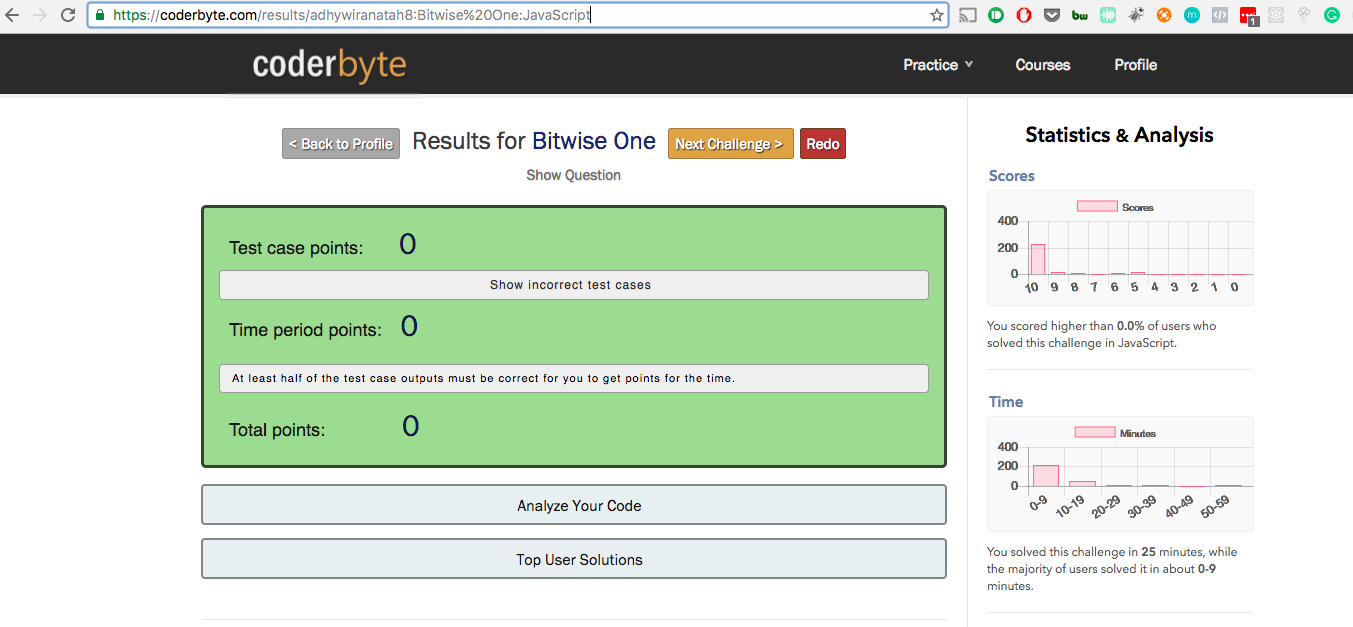 https://coderbyte.com/results/adhywiranatah8:Bitwise%20One:JavaScript
bw
m
1
coderbyte
Practice
Courses
Profile
< Back to Profile
Results for Bitwise One
Next Challenge >
Redo
Show Question
Test case points: 0
Show incorrect test cases
Time period points: 0
At least half of the test case outputs must be correct for you to get points for the time.
Total points: 0
Analyze Your Code
Top User Solutions
Statistics & Analysis
Scores
Scores
400
200
0
10 9 8 7 6 5 4 3 2 1 0
You scored higher than 0.0% of users who
solved this challenge in JavaScript.
Time
Minutes
400
200
0
0-9 10-19 20-29 30-39 40-49 50-59
You solved this challenge in 25 minutes, while
the majority of users solved it in about 0-9
minutes.